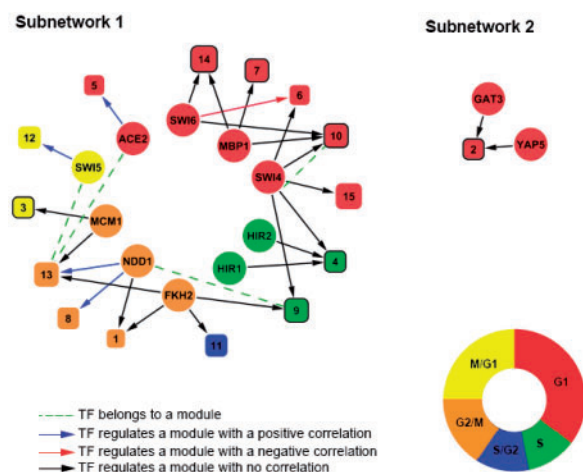 Subnetwork 1
Subnetwork 2
14
7
5
6
GAT3
SWI6
ACE2
12
MBP1
10
2
YAP5
SWI5
SWI4
3
15
MCM1
HIR2
NDD1
HIR1
4
13
FKH2
9
8
1
11
M/G1
G1
G2/M
S/G2
S
TF belongs to a module
TF regulates a module with a positive correlation
TF regulates a module with a negative correlation
TF regulates a module with no correlation